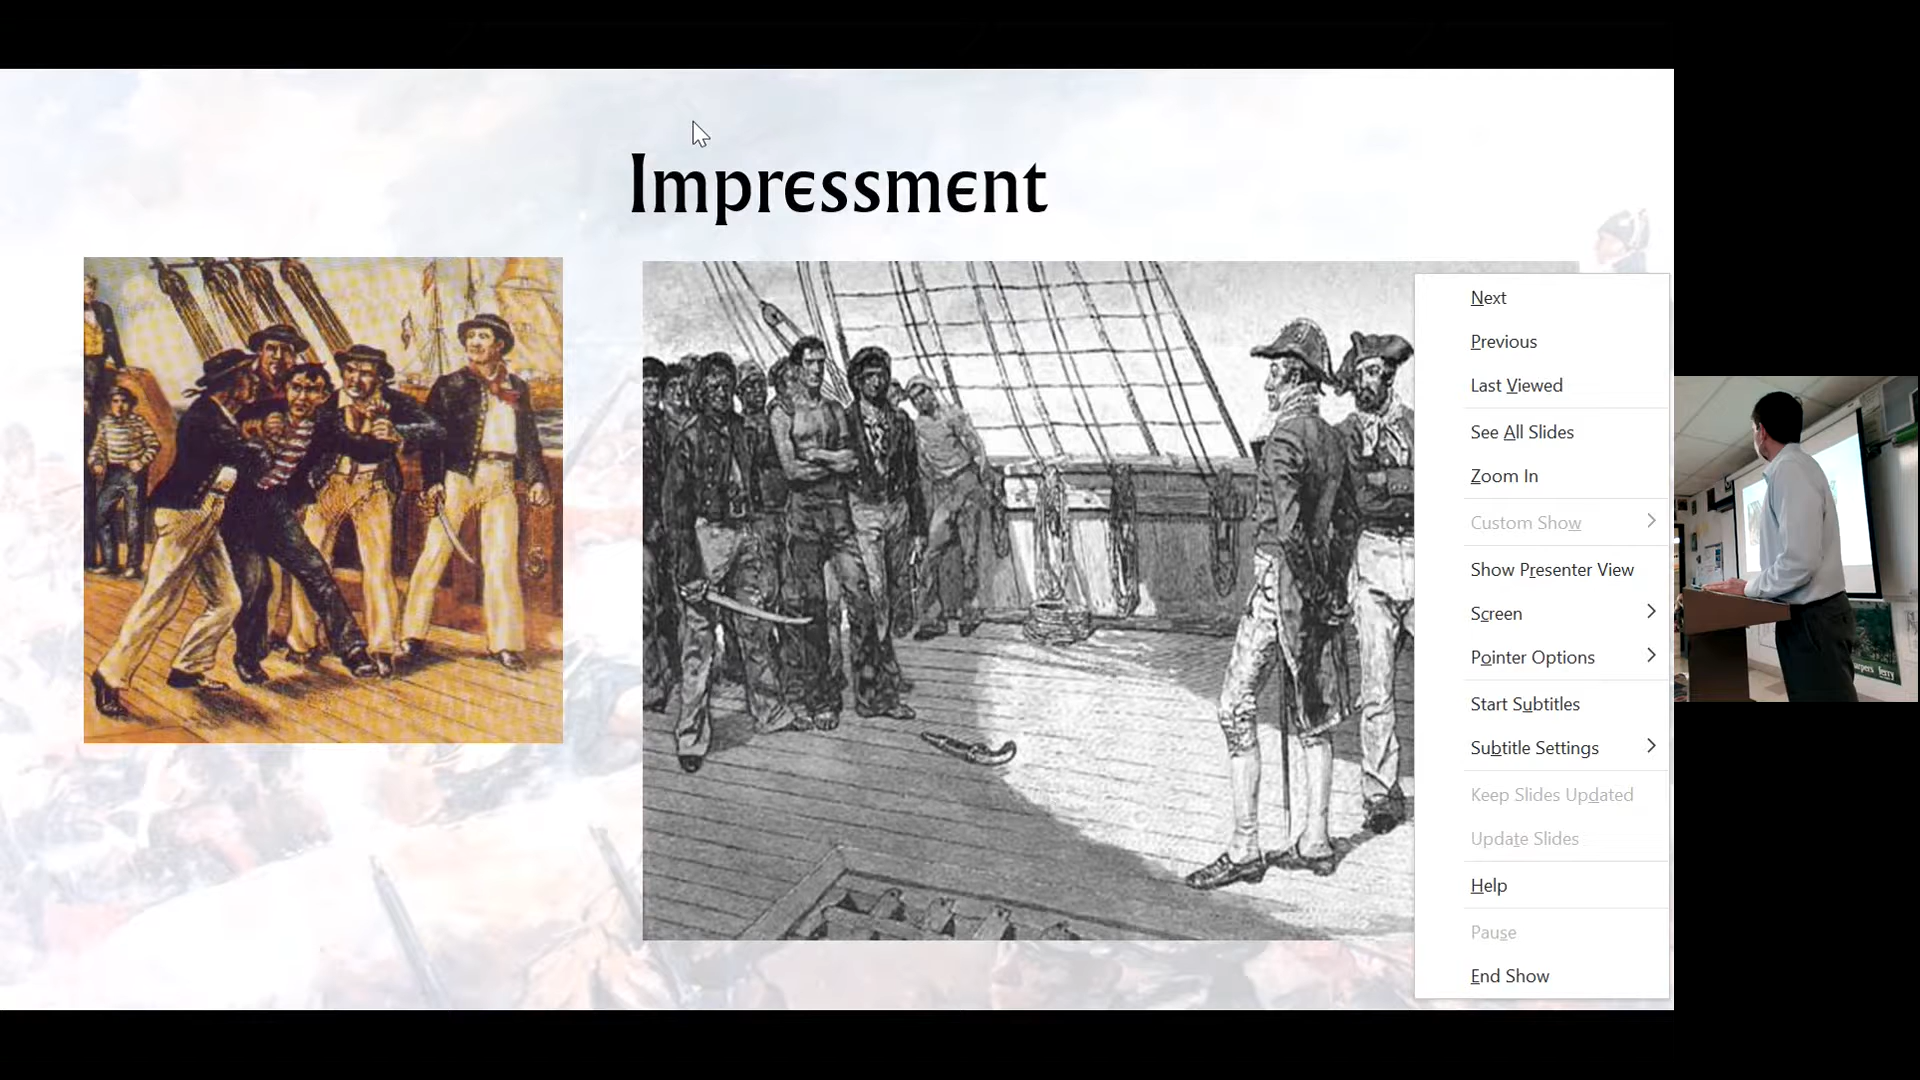 Impressment
Next
Previous
Last Viewed
See All Slides
Zoom In
Custom Show
Show Presenter View
Screen
Pointer Options
Start Subtitles
Subtitle Settings
Keep Slides Updated
Update Slides
Help
Pause
End Show
ferry